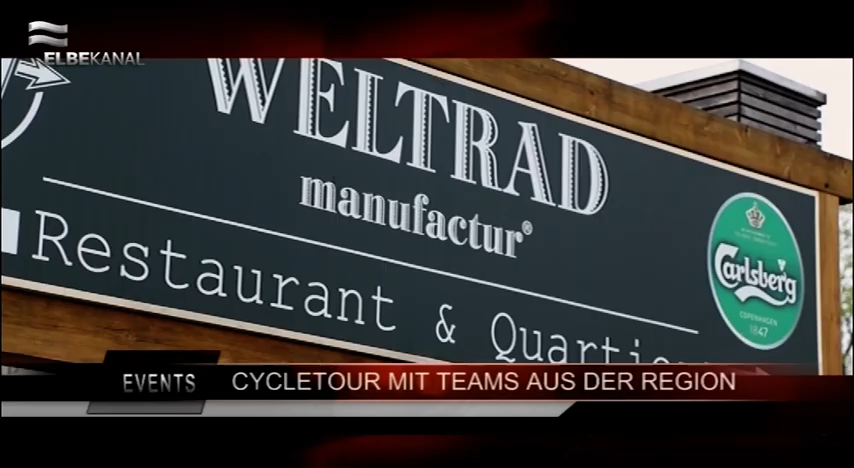 ELBEKANAL
WELTRAD
manufactur®
Restaurant & Quartier
Carlsberg
COPENHAGEN
1847
EVENTS CYCLETOUR MIT TEAMS AUS DER REGION